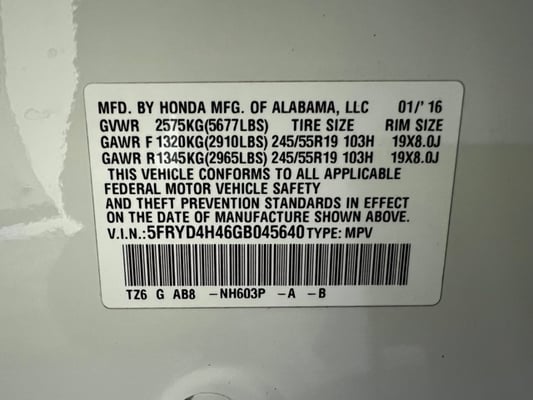 MFD. BY HONDA MFG. OF ALABAMA, LLC 01/'16
GVWR 2575KG(5677LBS) TIRE SIZE RIM SIZE
GAWR F 1320KG(2910LBS) 245/55R19 103H 19X8.0J
GAWR R1345KG(2965LBS) 245/55R19 103H 19X8.0J
THIS VEHICLE CONFORMS TO ALL APPLICABLE
FEDERAL MOTOR VEHICLE SAFETY
AND THEFT PREVENTION STANDARDS IN EFFECT
ON THE DATE OF MANUFACTURE SHOWN ABOVE.
V.I.N.:5FRYD4H46GB045640 TYPE: MPV
TZ6 G AB8 -NH603P -A -B